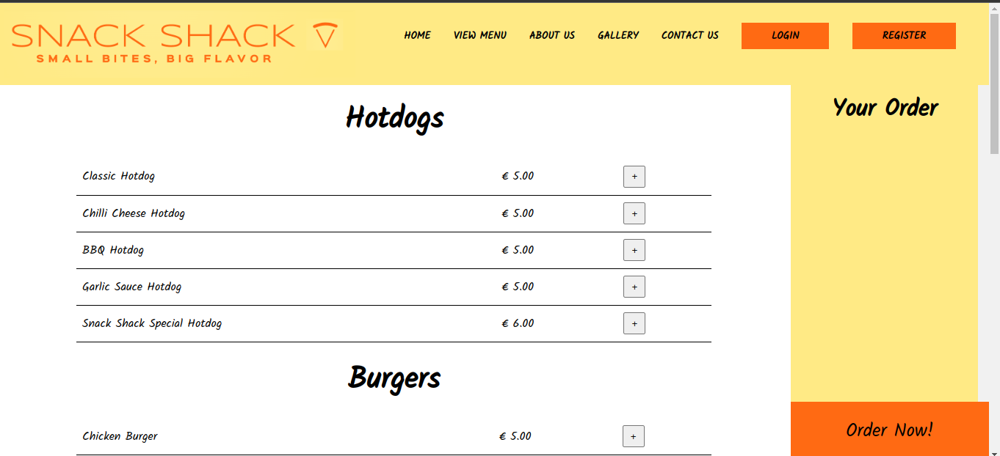 SNACK SHACK
SMALL BITES, BIG FLAVOR
HOME VIEW MENU ABOUT US GALLERY CONTACT US LOGIN REGISTER
Hotdogs
Classic Hotdog € 5.00 +
Chilli Cheese Hotdog € 5.00 +
BBQ Hotdog € 5.00 +
Garlic Sauce Hotdog € 5.00 +
Snack Shack Special Hotdog € 6.00 +
Burgers
Chicken Burger € 5.00 +
Your Order
Order Now!